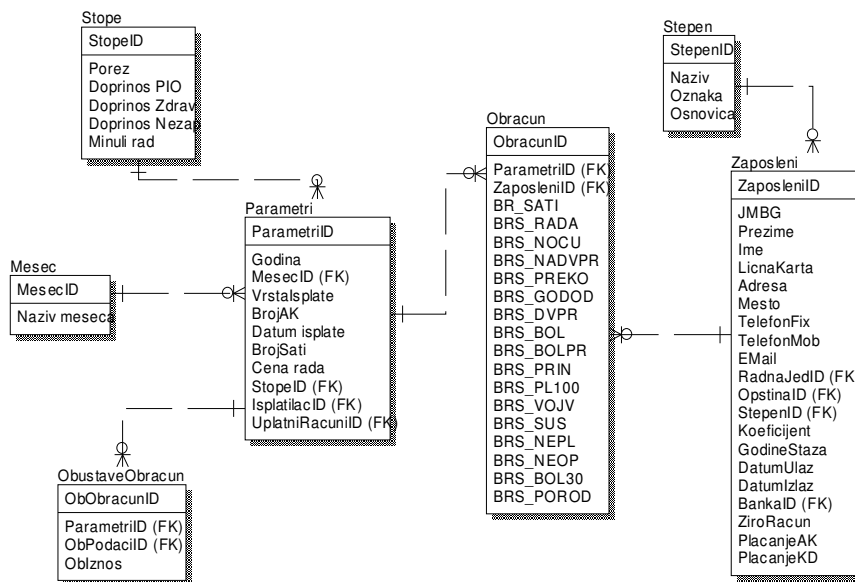 Stope
StopeID
Porez
Doprinos PIO
Doprinos Zdrav
Doprinos Nezap
Minuli rad
Mesec
MesecID
Naziv meseca
Parametri
ParametriID
Godina
MesecID (FK)
VrstaIsplate
BrojAK
Datum isplate
BrojSati
Cena rada
StopeID (FK)
IsplatilacID (FK)
UplatniRacuniID (FK)
ObustaveObracun
ObObracunID
ParametriID (FK)
ObPodaciID (FK)
ObIznos
Obracun
ObracunID
ParametriID (FK)
ZaposleniID (FK)
BR_SATI
BRS_RADA
BRS_NOCU
BRS_NADVPR
BRS_PREKO
BRS_GODOD
BRS_DVPR
BRS_BOL
BRS_BOLPR
BRS_PRIN
BRS_PL100
BRS_VOJV
BRS_SUS
BRS_NEPL
BRS_NEOP
BRS_BOL30
BRS_POROD
Stepen
StepenID
Naziv
Oznaka
Osnovica
Zaposleni
ZaposleniID
JMBG
Prezime
Ime
LicnaKarta
Adresa
Mesto
TelefonFix
TelefonMob
EMail
RadnaJedID (FK)
OpstinaID (FK)
StepenID (FK)
Koeficijent
GodineStaza
DatumUlaz
DatumIzlaz
BankaID (FK)
ZiroRacun
PlacanjeAK
PlacanjeKD